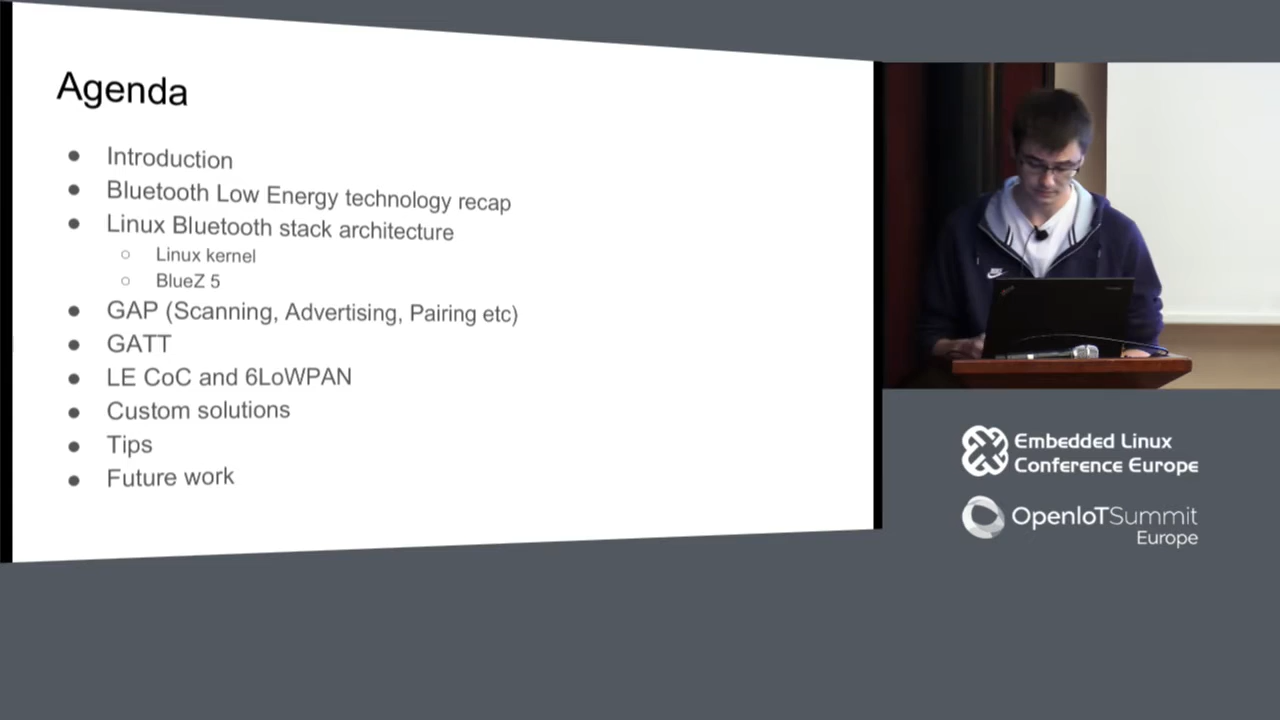 Agenda
Introduction
Bluetooth Low Energy technology recap
Linux Bluetooth stack architecture
Linux kernel
BlueZ 5
GAP (Scanning, Advertising, Pairing etc)
GATT
LE CoC and 6LoWPAN
Custom solutions
Tips
Future work
Embedded Linux
Conference Europe
OpenIoTSummit
Europe